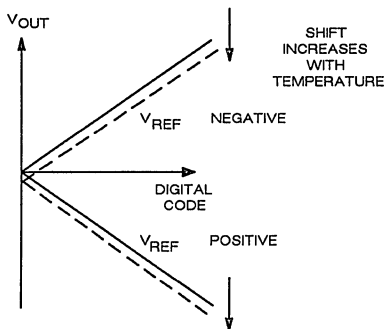 VOUT
SHIFT
INCREASES
WITH
TEMPERATURE
VREF NEGATIVE
DIGITAL
CODE
VREF POSITIVE